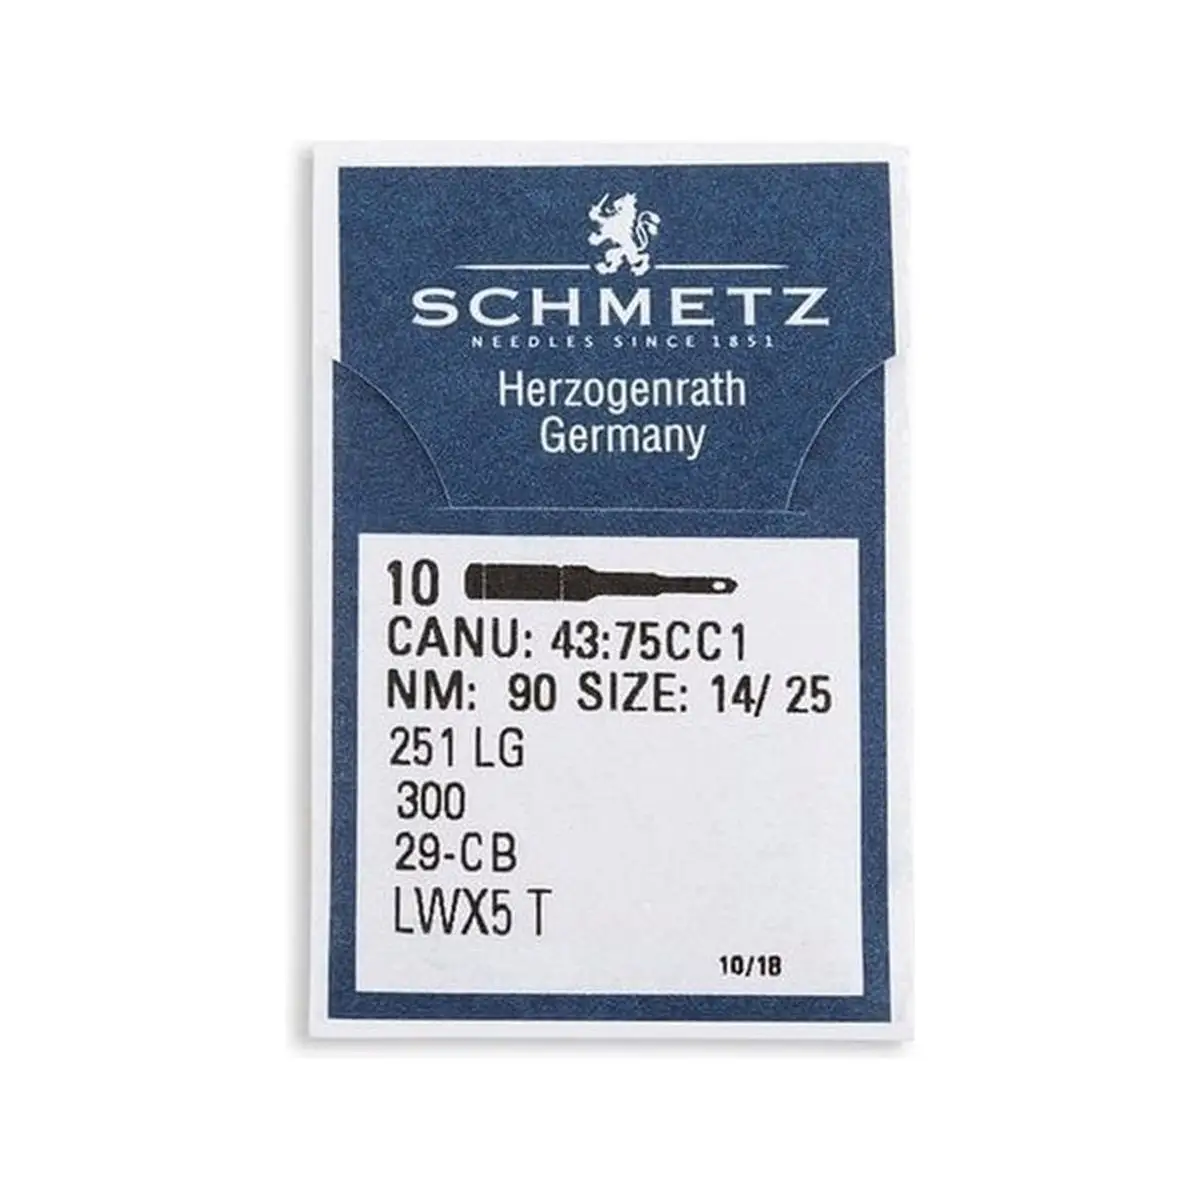 SCHMETZ
NEEDLES SINCE 1851
Herzogenrath
Germany
10
CANU: 43:75CC1
NM: 90 SIZE: 14/ 25
251 LG
300
29-CB
LWX5 T
10/18